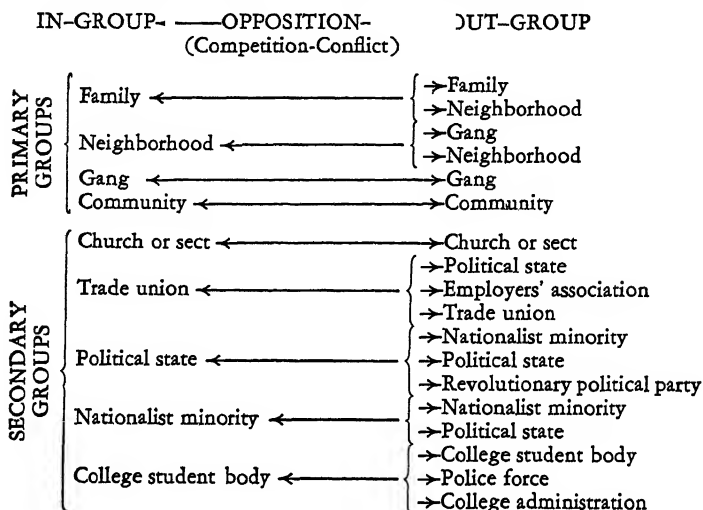 IN-GROUP OPPOSITION- OUT-GROUP
(Competition-Conflict)
PRIMARY GROUPS
Family
Family
Neighborhood
Neighborhood
Gang
Neighborhood
Gang Gang
Community Community
SECONDARY GROUPS
Church or sect Church or sect
Trade union
Political state
Employers' association
Trade union
Political state
Nationalist minority
Political state
Revolutionary political party
Nationalist minority
Nationalist minority
Political state
College student body
College student body
Police force
College administration